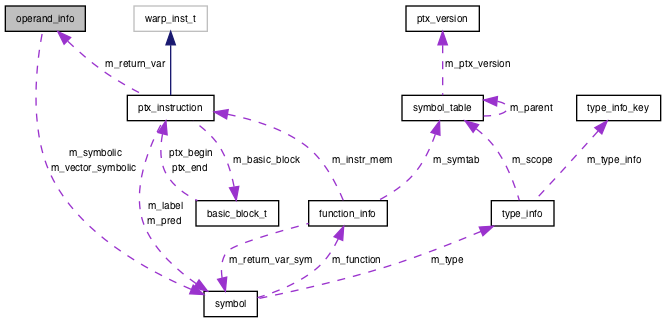 operand_info
warp_inst_t
ptx_version
m_return_var
m_ptx_version
ptx_instruction
symbol_table
m_parent
type_info_key
m_symbolic
m_vector_symbolic
ptx_begin
ptx_end
m_basic_block
m_instr_mem
m_symtab
m_scope
m_type_info
m_label
m_pred
basic_block_t
function_info
type_info
m_return_var_sym
m_function
m_type
symbol